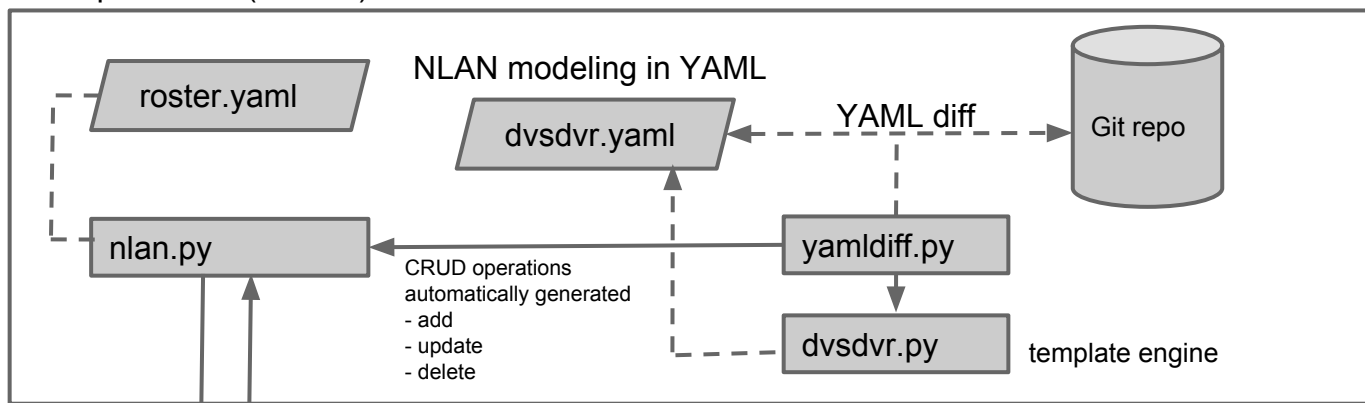 roster.yaml
NLAN modeling in YAML
dvsdvr.yaml
YAML diff
Git repo
nlan.py
yamldiff.py
CRUD operations
automatically generated
- add
- update
- delete
dvsdvr.py
template engine